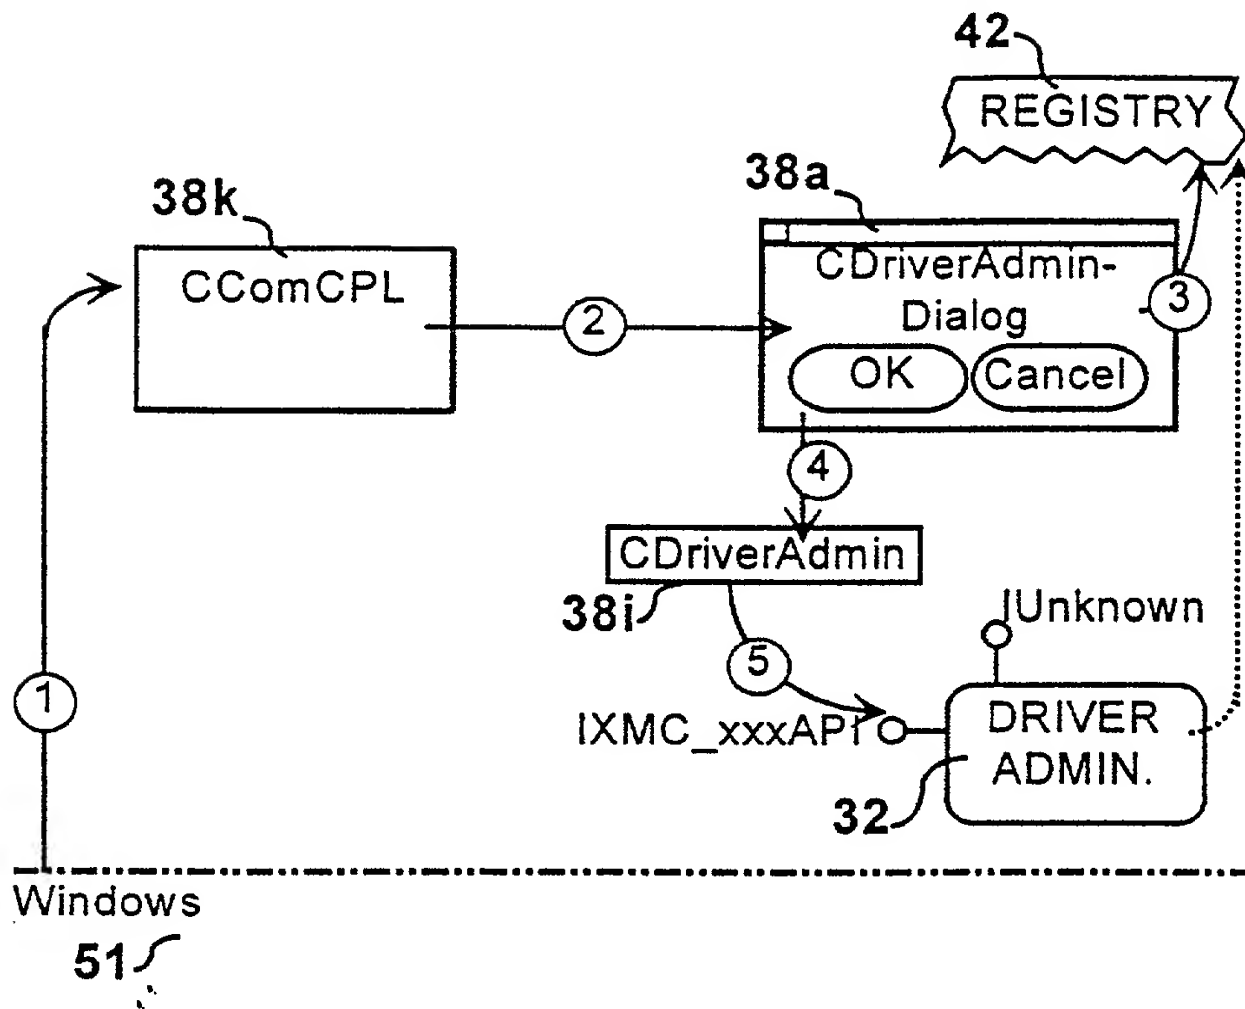 42
REGISTRY
38k
38a
CComCPL
CDriverAdmin-
Dialog
OK
Cancel
1
2
3
4
5
CDriverAdmin
38i
IUnknown
IXMC_xxxAPI
DRIVER
ADMIN.
32
Windows
51